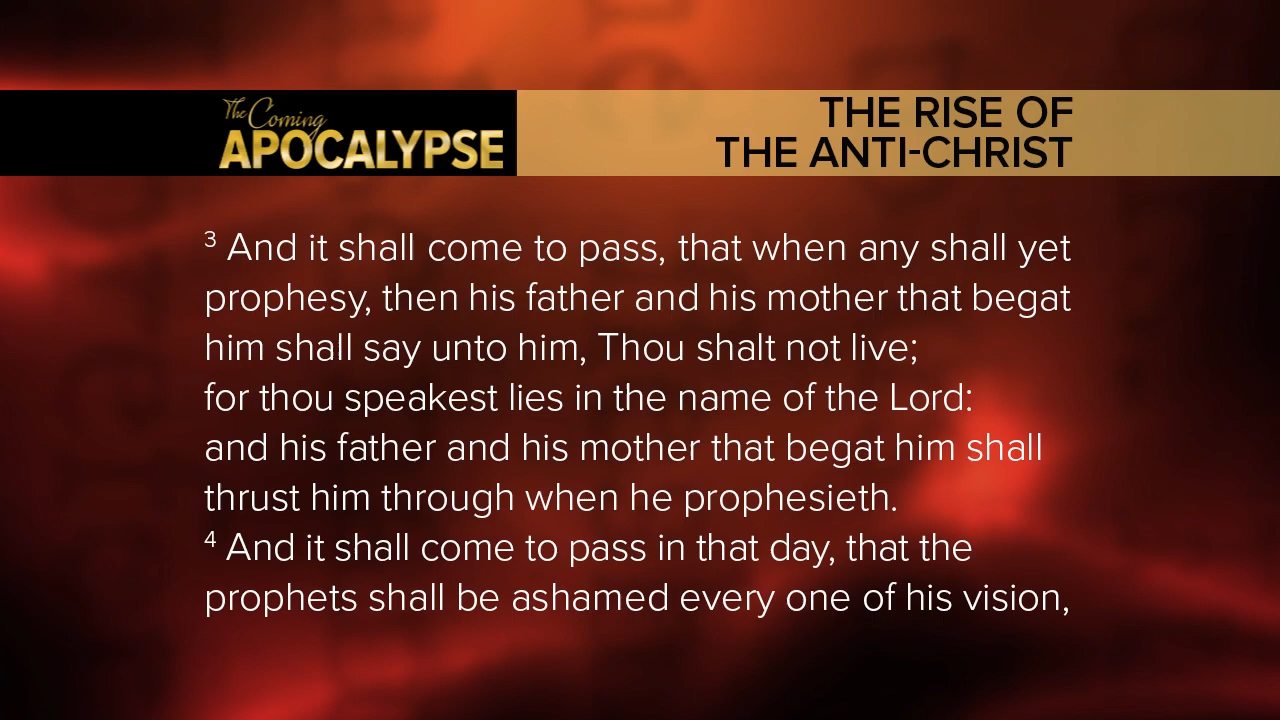 The Coming
APOCALYPSE
THE RISE OF
THE ANTI-CHRIST
3 And it shall come to pass, that when any shall yet
prophesy, then his father and his mother that begat
him shall say unto him, Thou shalt not live;
for thou speakest lies in the name of the Lord:
and his father and his mother that begat him shall
thrust him through when he prophesieth.
4 And it shall come to pass in that day, that the
prophets shall be ashamed every one of his vision,